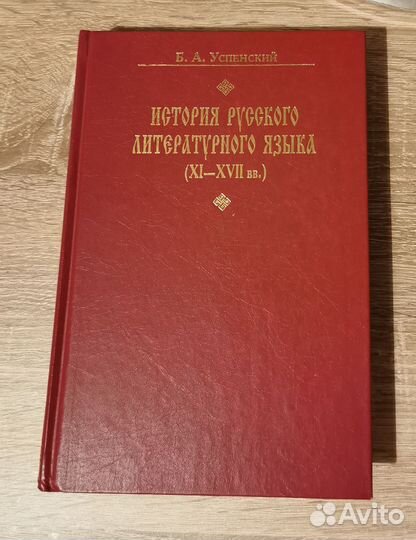 Б. А. Успенский
ИСТОРИЯ РУССКОГО
ЛИТЕРАТУРНОГО ЯЗЫКА
(XI—XVII вв.)
Avito